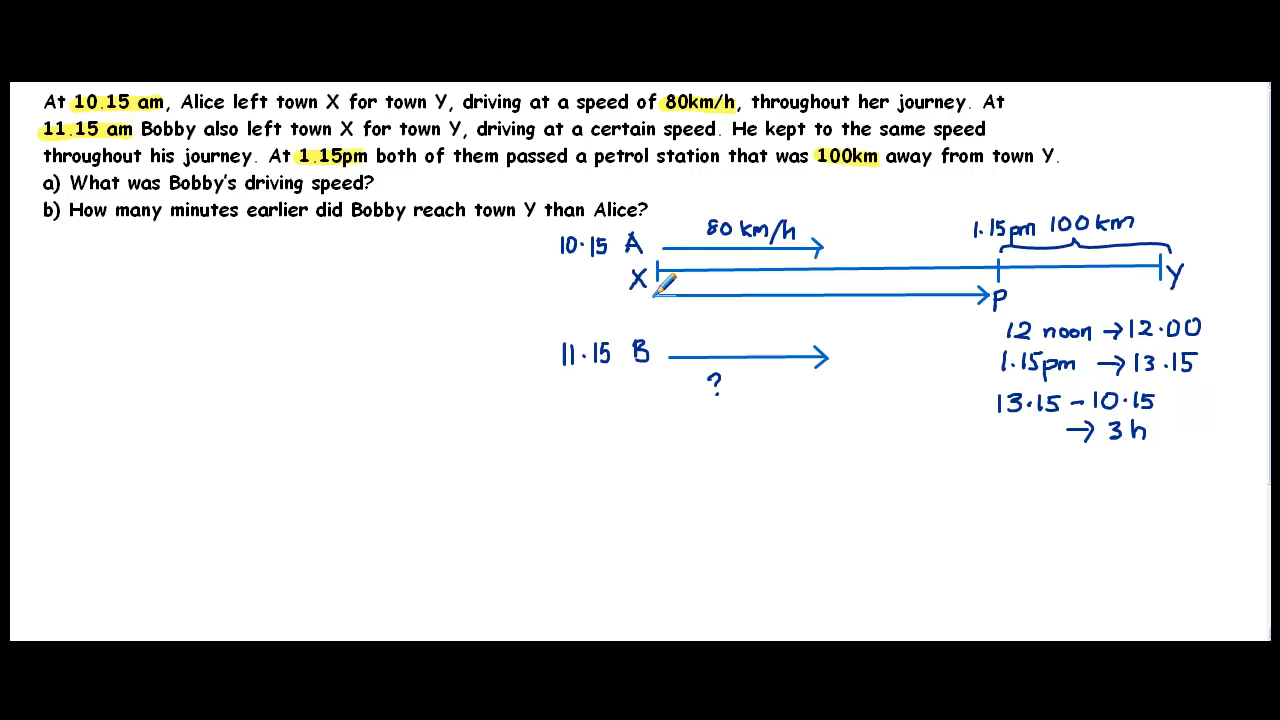 At 10.15 am, Alice left town X for town Y, driving at a speed of 80km/h, throughout her journey. At
11.15 am Bobby also left town X for town Y, driving at a certain speed. He kept to the same speed
throughout his journey. At 1.15pm both of them passed a petrol station that was 100km away from town Y.
a) What was Bobby's driving speed?
b) How many minutes earlier did Bobby reach town Y than Alice?
10.15 A 80 km/h 1.15pm 100km
X Y
P
12 noon → 12.00
11.15 B ?
1.15pm → 13.15
13.15 - 10.15
→ 3h